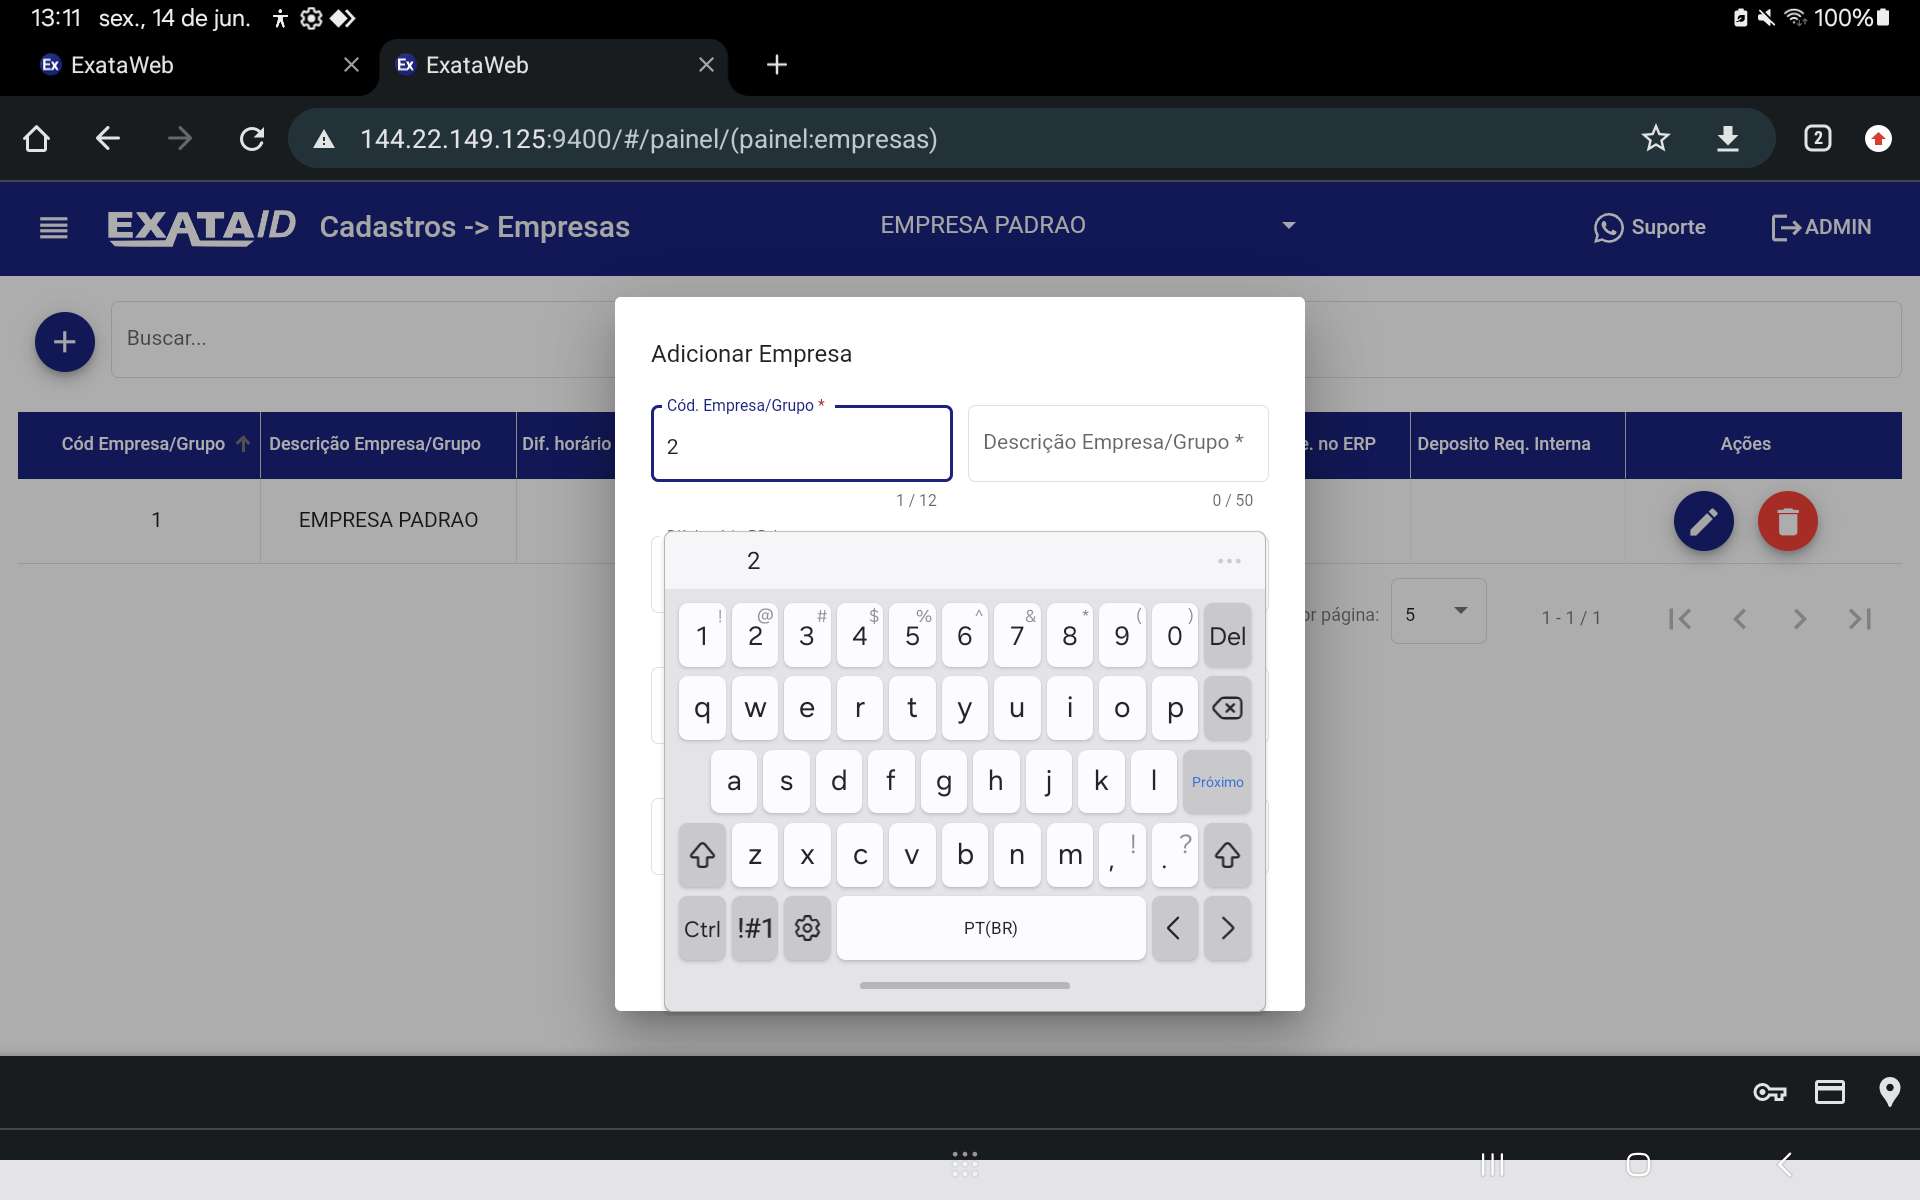 13:11 sex., 14 de jun. 100%
Ex ExataWeb
Ex ExataWeb
144.22.149.125:9400/#/painel/(painel:empresas)
2
EXATAID Cadastros -> Empresas
EMPRESA PADRAO
Suporte
ADMIN
Buscar...
Adicionar Empresa
Cód. Empresa/Grupo *
2
1 / 12
Descrição Empresa/Grupo *
0 / 50
Cód Empresa/Grupo Descrição Empresa/Grupo Dif. horário e. no ERP Deposito Req. Interna Ações
1 EMPRESA PADRAO
or página: 5 1 - 1 / 1
2
! @ # $ % ^ & * ( )
1 2 3 4 5 6 7 8 9 0 Del
q w e r t y u i o p
a s d f g h j k l Próximo
z x c v b n m , ! . ?
Ctrl !#1 PT(BR) < >